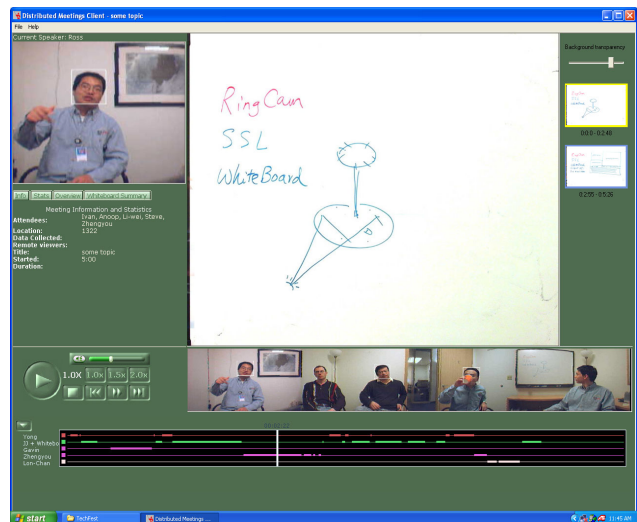 Distributed Meetings Client - some topic
File Help
Current Speaker: Ross
Background transparency
RingCam
SSL
WhiteBoard
0:0:0 - 0:2:48
0:2:55 - 0:5:26
Info Stats Overview Whiteboard Summary
Meeting Information and Statistics
Attendees: Ivan, Anoop, Li-wei, Steve, Zhengyou
Location: 1322
Data Collected:
Remote viewers:
Title: some topic
Started: 5:00
Duration:
1.0X 1.0x 1.5x 2.0x
Yong
JJ + Whitebo
Gavin
Zhengyou
Lon-Chan
start TechFest Distributed Meetings ... 11:45 AM